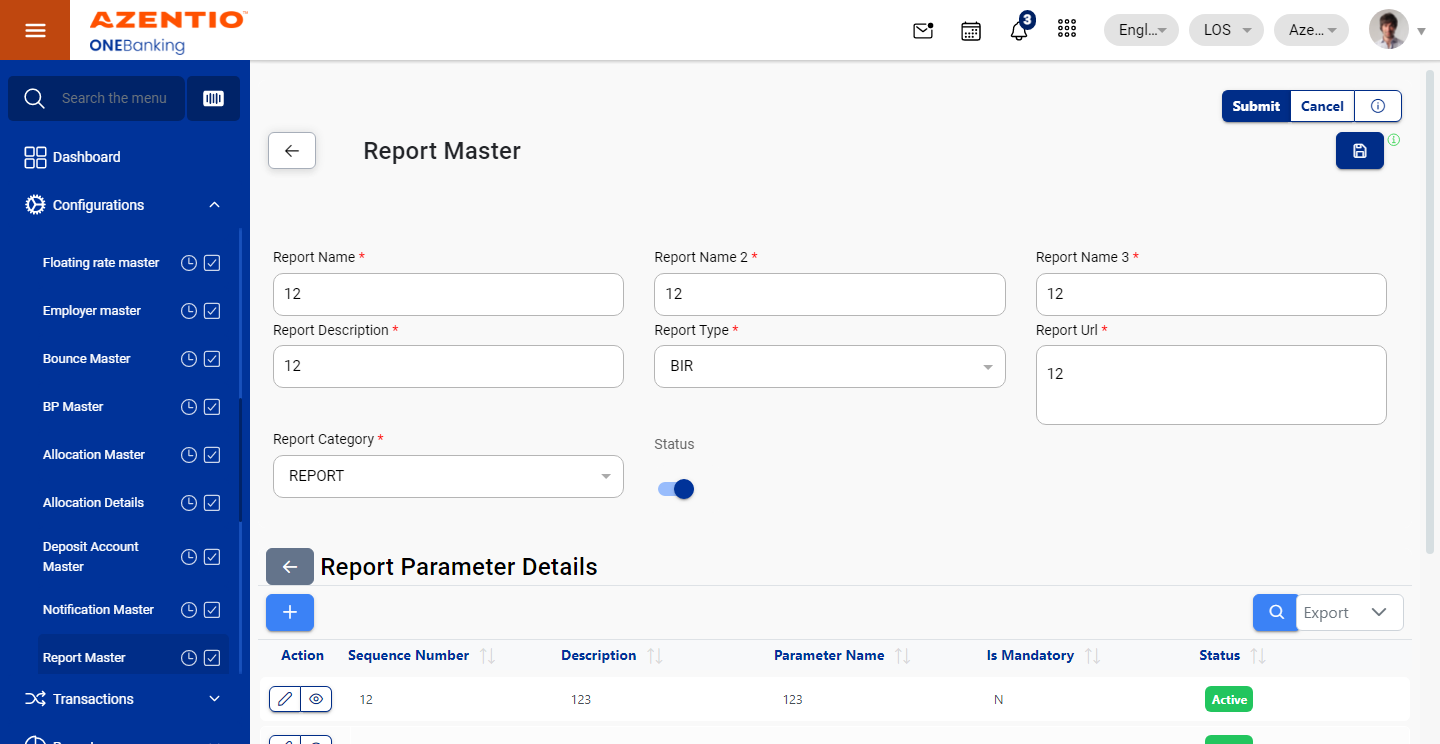 AZENTIO™
ONEBanking
3
Engl...
LOS
Aze...
Search the menu
Dashboard
Configurations
Floating rate master
Employer master
Bounce Master
BP Master
Allocation Master
Allocation Details
Deposit Account
Master
Notification Master
Report Master
Transactions
Submit
Cancel
Report Master
Report Name *
Report Name 2 *
Report Name 3 *
12
12
12
Report Description *
Report Type *
Report Url *
12
BIR
12
Report Category *
Status
REPORT
Report Parameter Details
Export
Action
Sequence Number
Description
Parameter Name
Is Mandatory
Status
12
123
123
N
Active